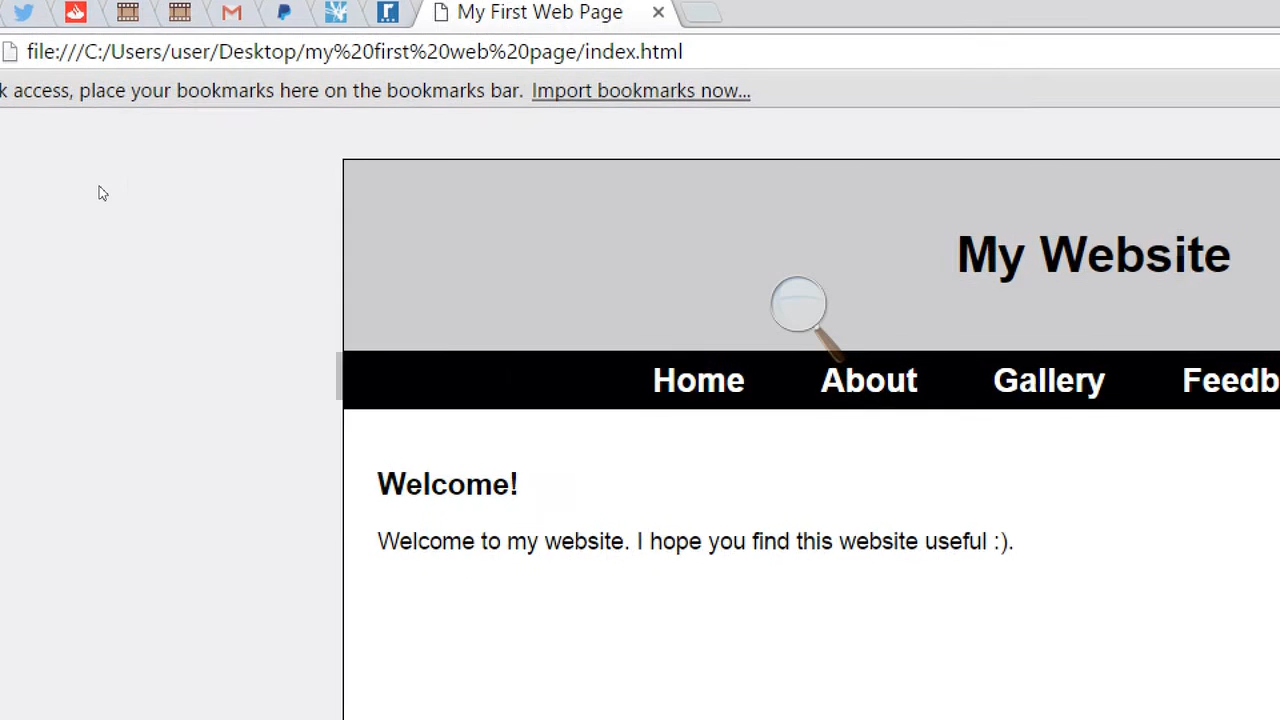 My First Web Page
file:///C:/Users/user/Desktop/my%20first%20web%20page/index.html
k access, place your bookmarks here on the bookmarks bar. Import bookmarks now...
My Website
Home About Gallery Feedb
Welcome!
Welcome to my website. I hope you find this website useful :).